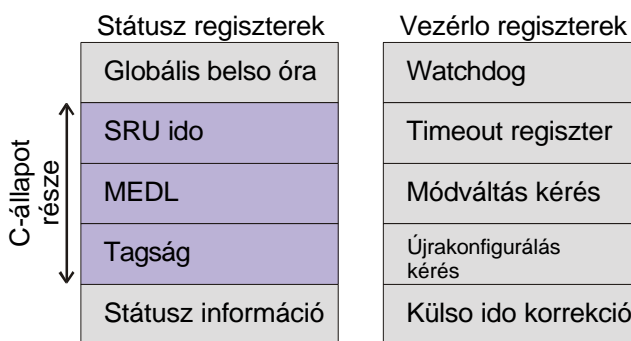 Státusz regiszterek
Globális belso óra
SRU ido
MEDL
Tagság
Státusz információ
C-állapot
része
Vezérlo regiszterek
Watchdog
Timeout regiszter
Módváltás kérés
Újrakonfigurálás
kérés
Külso ido korrekció